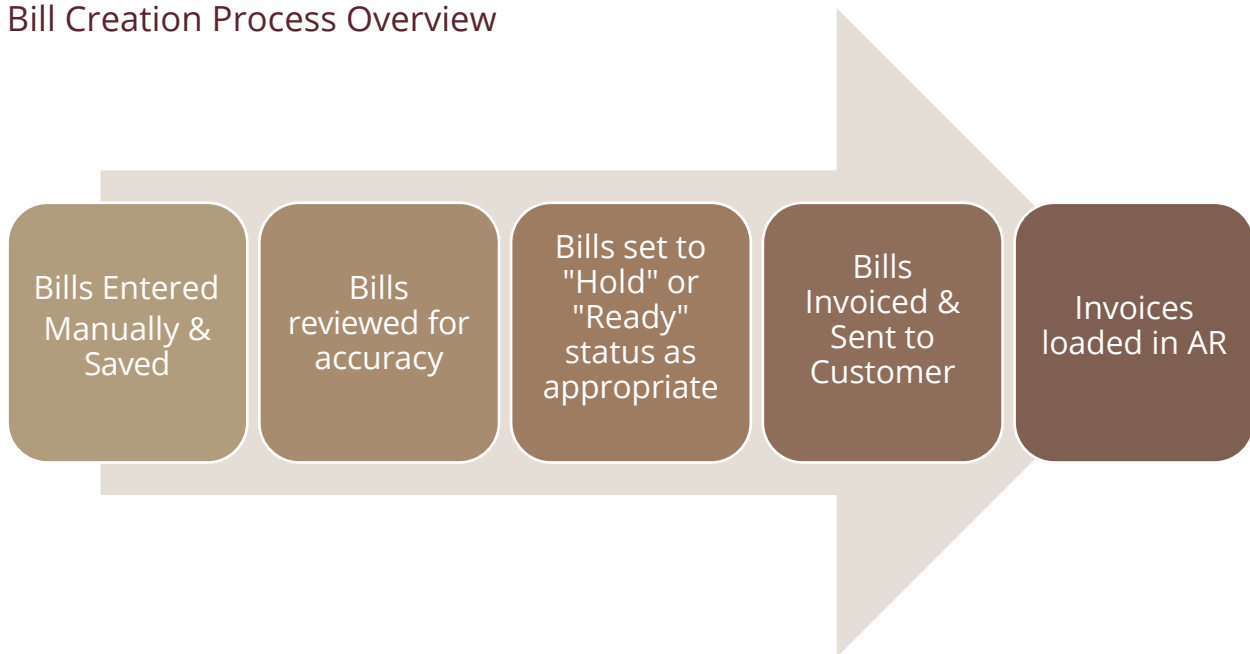 Bill Creation Process Overview
Bills Entered
Manually &
Saved
Bills
reviewed for
accuracy
Bills set to
"Hold" or
"Ready"
status as
appropriate
Bills
Invoiced &
Sent to
Customer
Invoices
loaded in AR